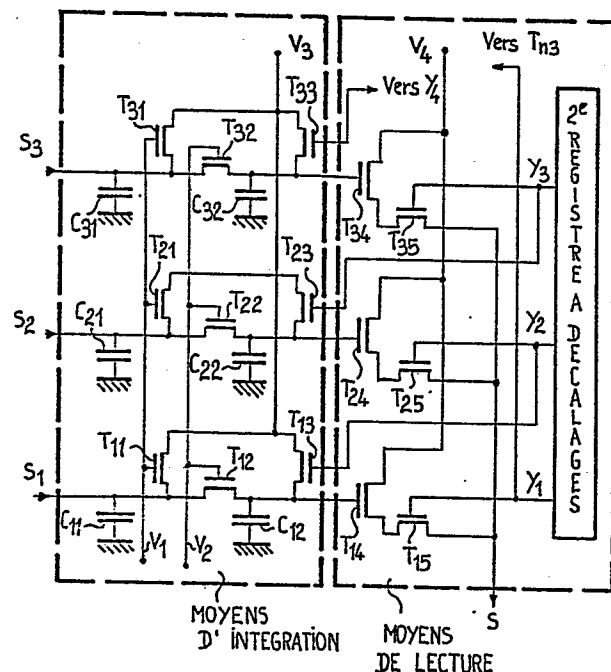 V3
V4
Vers Tn3
Vers Y4
T31
T32
T33
S3
C31
C32
T34
T35
Y3
T21
T22
T23
S2
C21
C22
T24
T25
Y2
T11
T12
T13
S1
C11
C12
T14
T15
Y1
V1
V2
S
2e REGISTRE A DECALAGES
MOYENS
D' INTEGRATION
MOYENS
DE LECTURE